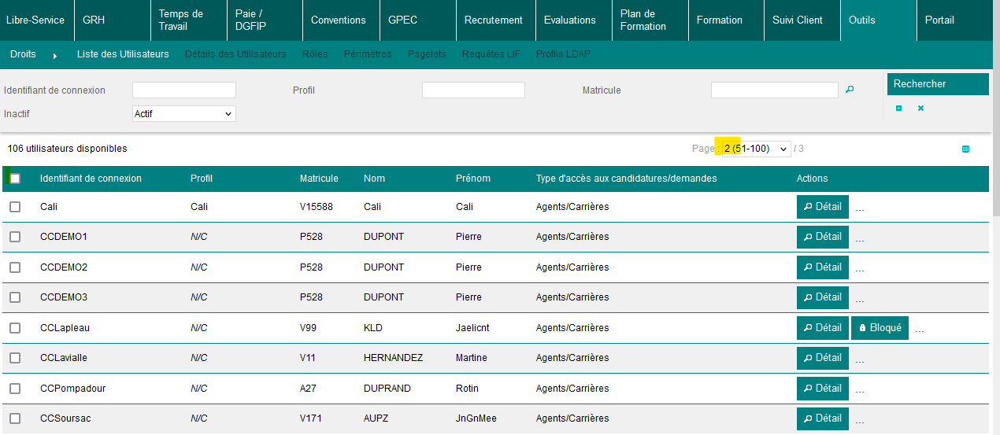 Libre-Service GRH Temps de Travail Paie / DGFIP Conventions GPEC Recrutement Evaluations Plan de Formation Formation Suivi Client Outils Portail
Droits Liste des Utilisateurs Détails des Utilisateurs Rôles Périmètres Pagelets Requêtes LIF Profils LDAP
Identifiant de connexion Profil Matricule Rechercher
Inactif Actif
106 utilisateurs disponibles Page : 2 (51-100) / 3
Identifiant de connexion Profil Matricule Nom Prénom Type d'accès aux candidatures/demandes Actions
Cali Cali V15588 Cali Cali Agents/Carrières Détail ...
CCDEMO1 N/C P528 DUPONT Pierre Agents/Carrières Détail ...
CCDEMO2 N/C P528 DUPONT Pierre Agents/Carrières Détail ...
CCDEMO3 N/C P528 DUPONT Pierre Agents/Carrières Détail ...
CCLapleau N/C V99 KLD Jaelicnt Agents/Carrières Détail Bloqué ...
CCLavialle N/C V11 HERNANDEZ Martine Agents/Carrières Détail ...
CCPompadour N/C A27 DUPRAND Rotin Agents/Carrières Détail ...
CCSoursac N/C V171 AUPZ JnGnMee Agents/Carrières Détail ...